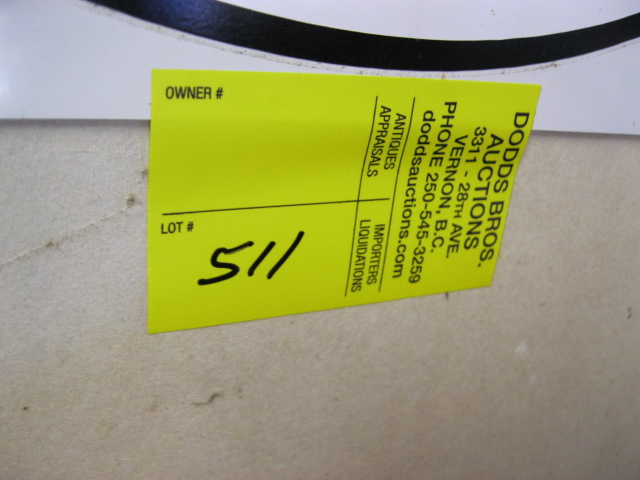 DODDS BROS.
AUCTIONS
3311 - 28TH AVE.
VERNON, B.C.
PHONE 250-545-3259
doddsauctions.com
ANTIQUES
APPRAISALS
IMPORTERS
LIQUIDATIONS
OWNER #
LOT #
511